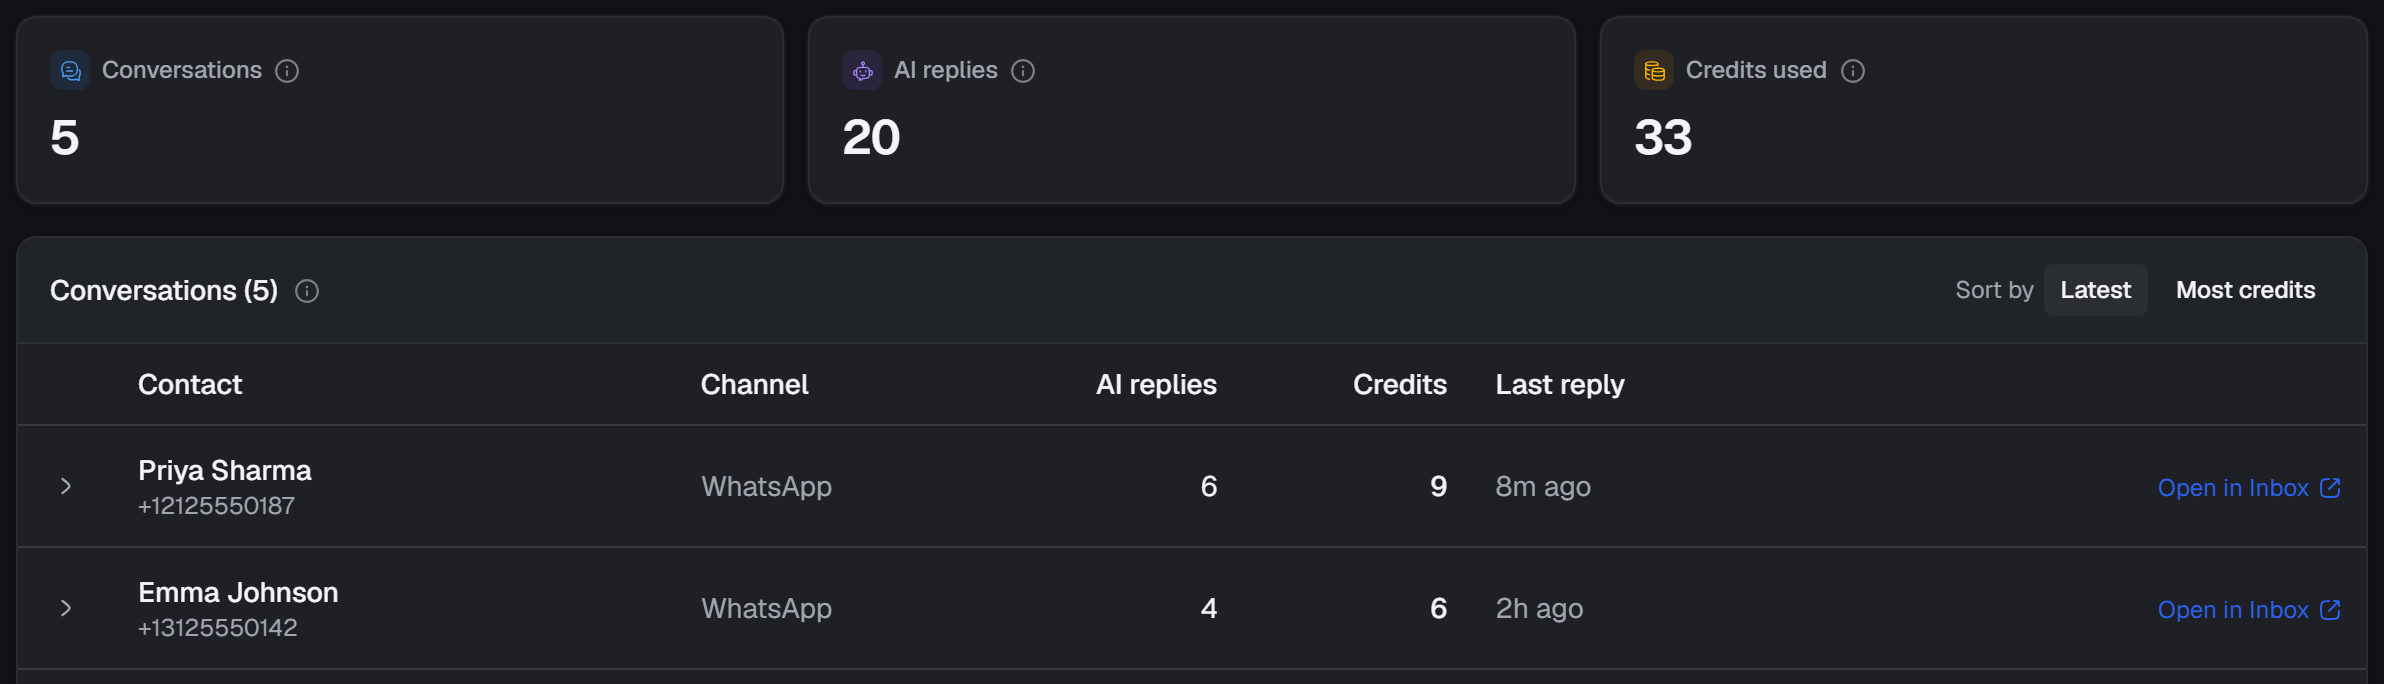 Conversations
5
AI replies
20
Credits used
33
Conversations (5)
Sort by Latest Most credits
Contact Channel AI replies Credits Last reply
Priya Sharma
+12125550187
WhatsApp 6 9 8m ago Open in Inbox
Emma Johnson
+13125550142
WhatsApp 4 6 2h ago Open in Inbox